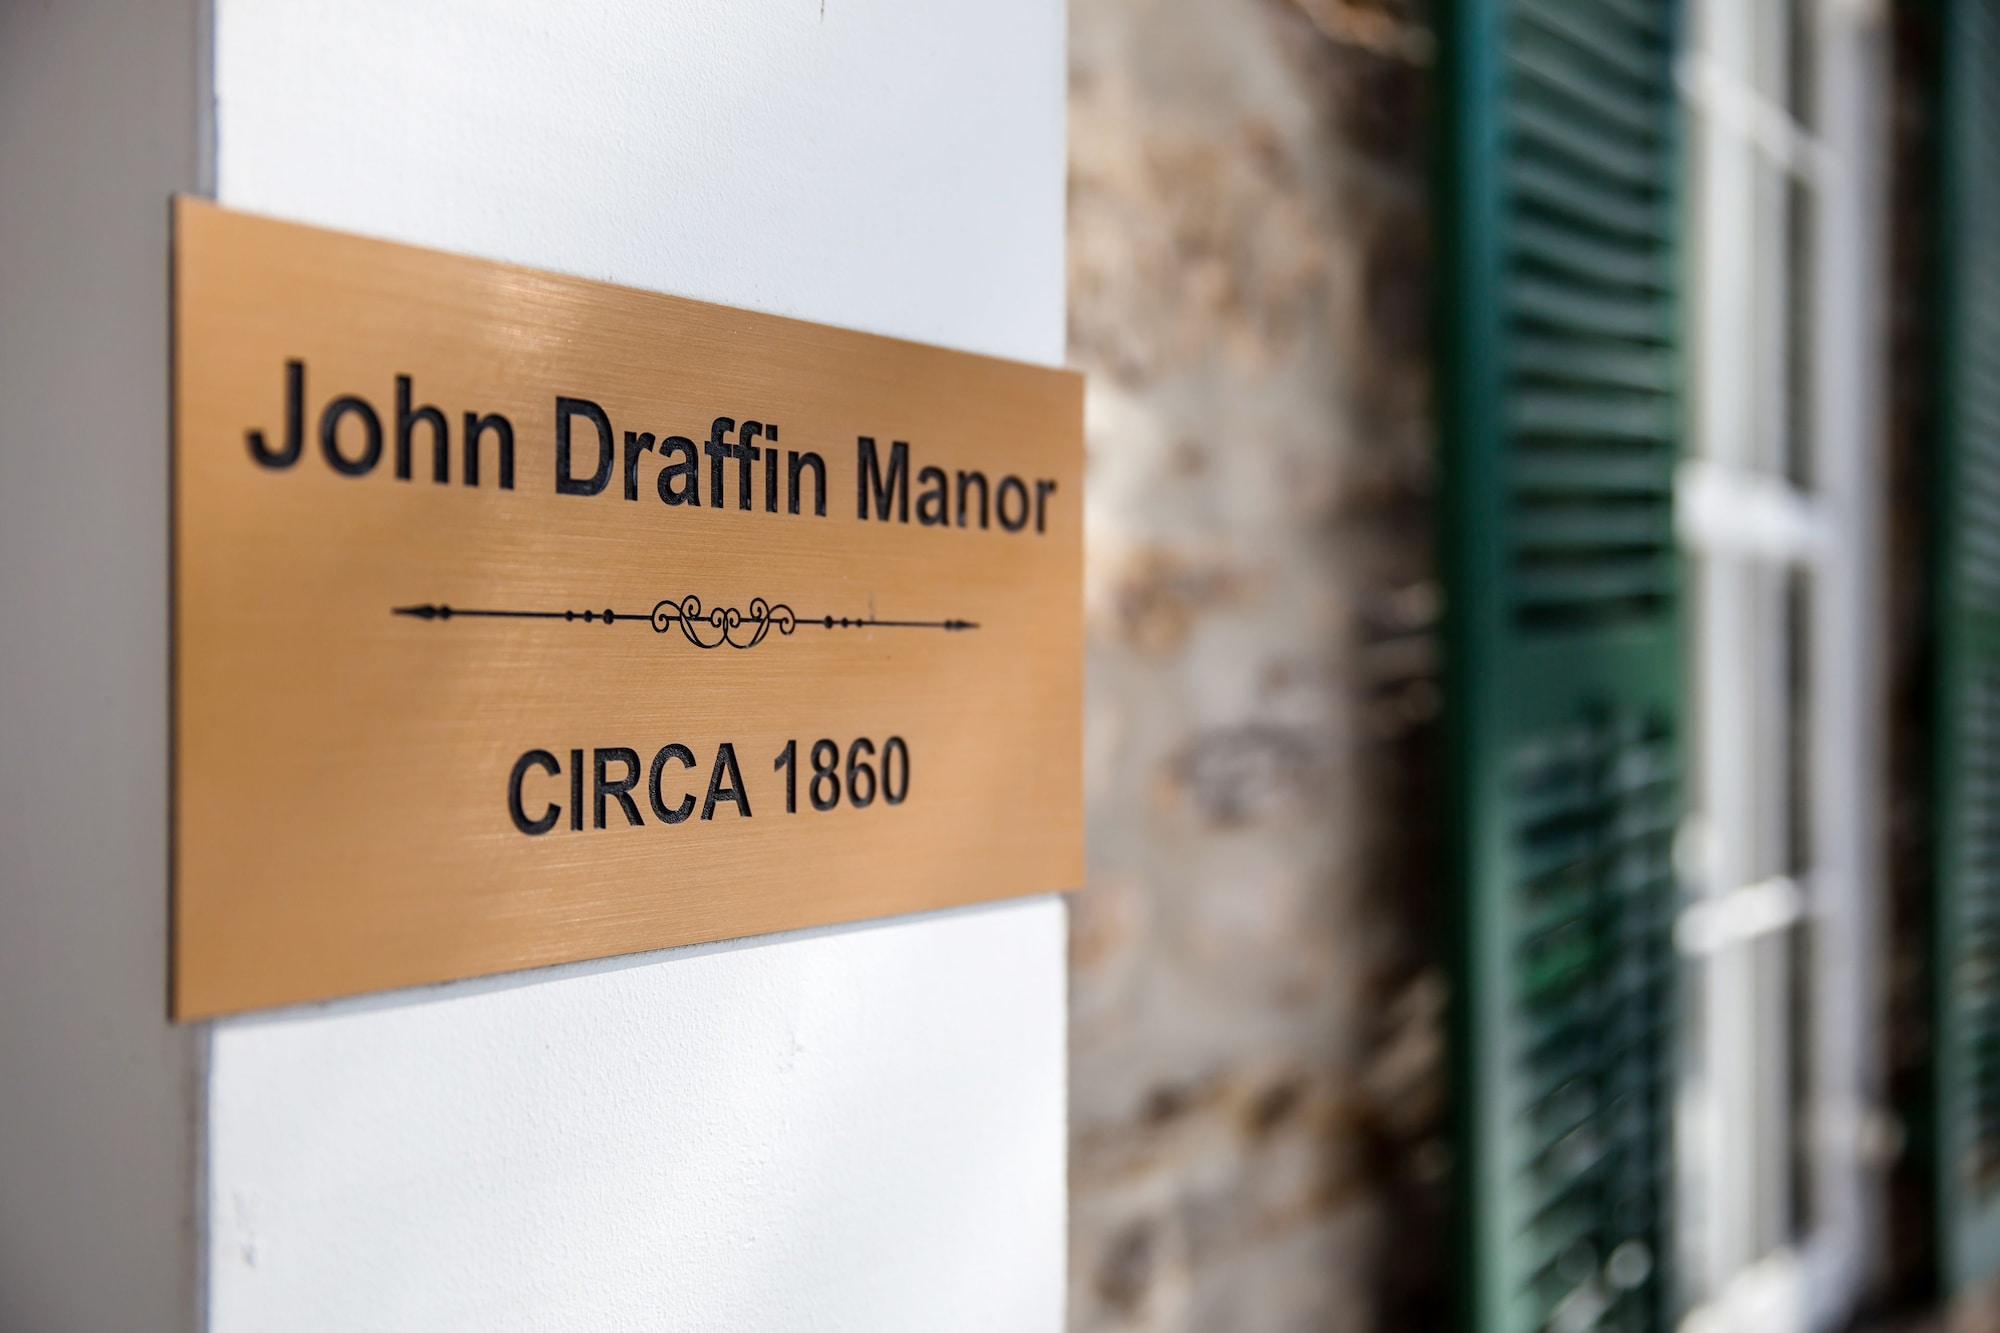 John Draffin Manor
CIRCA 1860